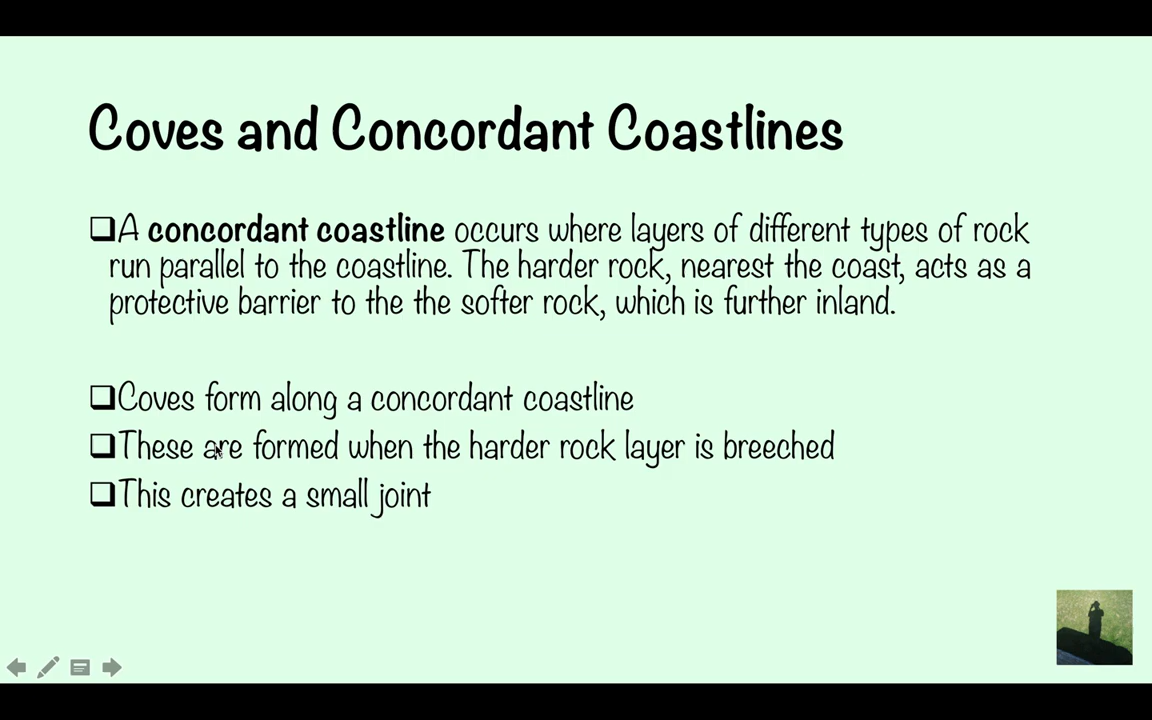 Coves and Concordant Coastlines
A concordant coastline occurs where layers of different types of rock
run parallel to the coastline. The harder rock, nearest the coast, acts as a
protective barrier to the the softer rock, which is further inland.
Coves form along a concordant coastline
These are formed when the harder rock layer is breeched
This creates a small joint